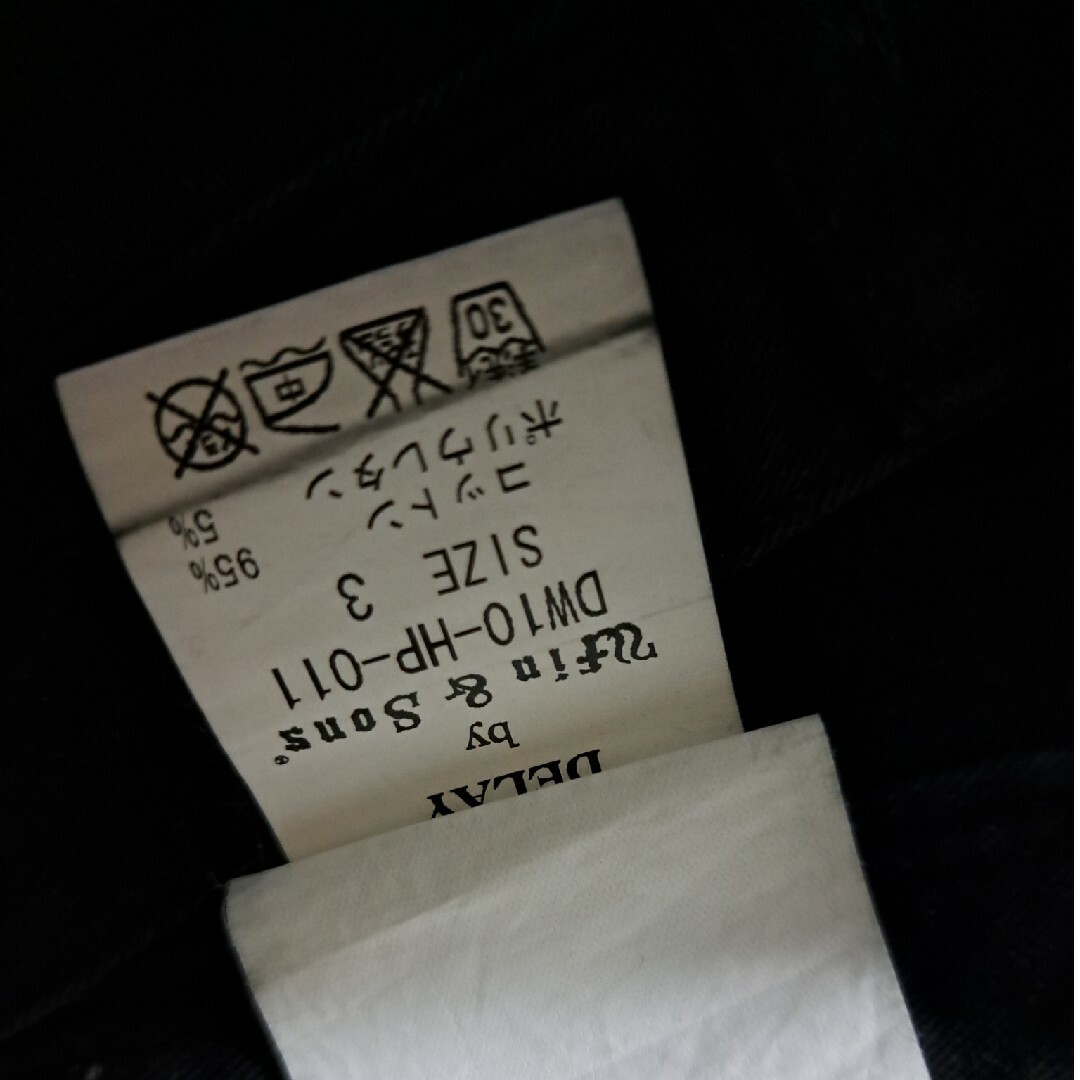 DELAY
by
Wfin & Sons®
DW10-HP-011
SIZE 3
コットン 95%
ポリウレタン 5%
30
中